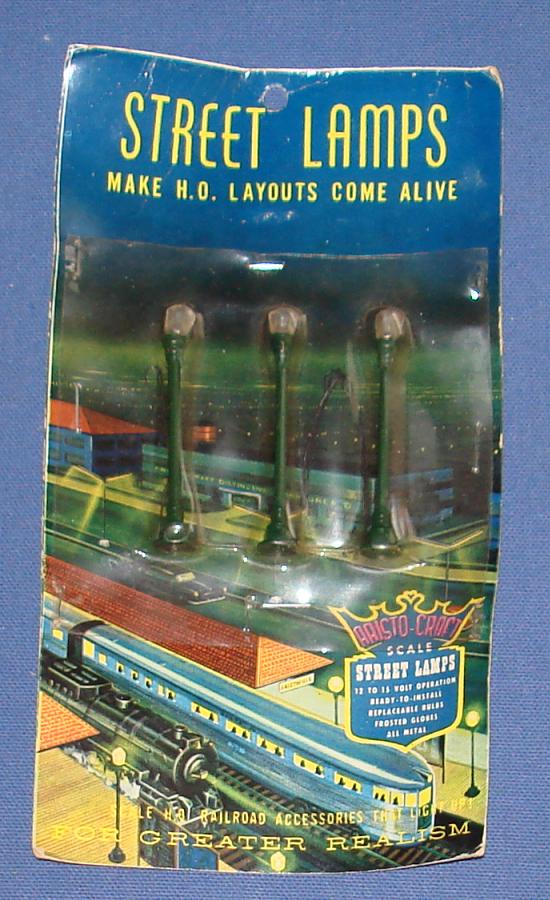 STREET LAMPS
MAKE H.O. LAYOUTS COME ALIVE
ARISTO-CRAFT
SCALE
STREET LAMPS
12 TO 15 VOLT OPERATION
READY-TO-INSTALL
REPLACEABLE BULBS
FROSTED GLOBES
ALL METAL
SCALE H.O. RAILROAD ACCESSORIES THAT LIGHT UP!
FOR GREATER REALISM